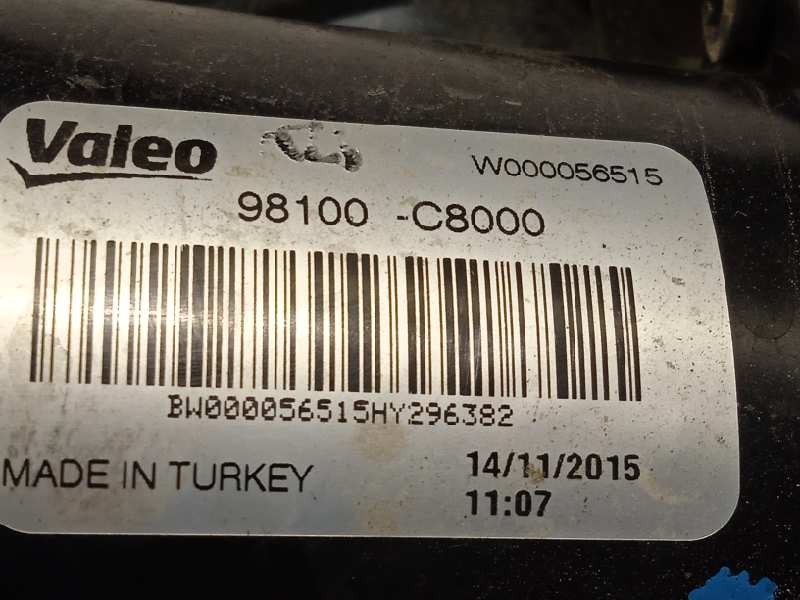 Valeo
W000056515
98100 -C8000
BW000056515HY296382
MADE IN TURKEY
14/11/2015
11:07